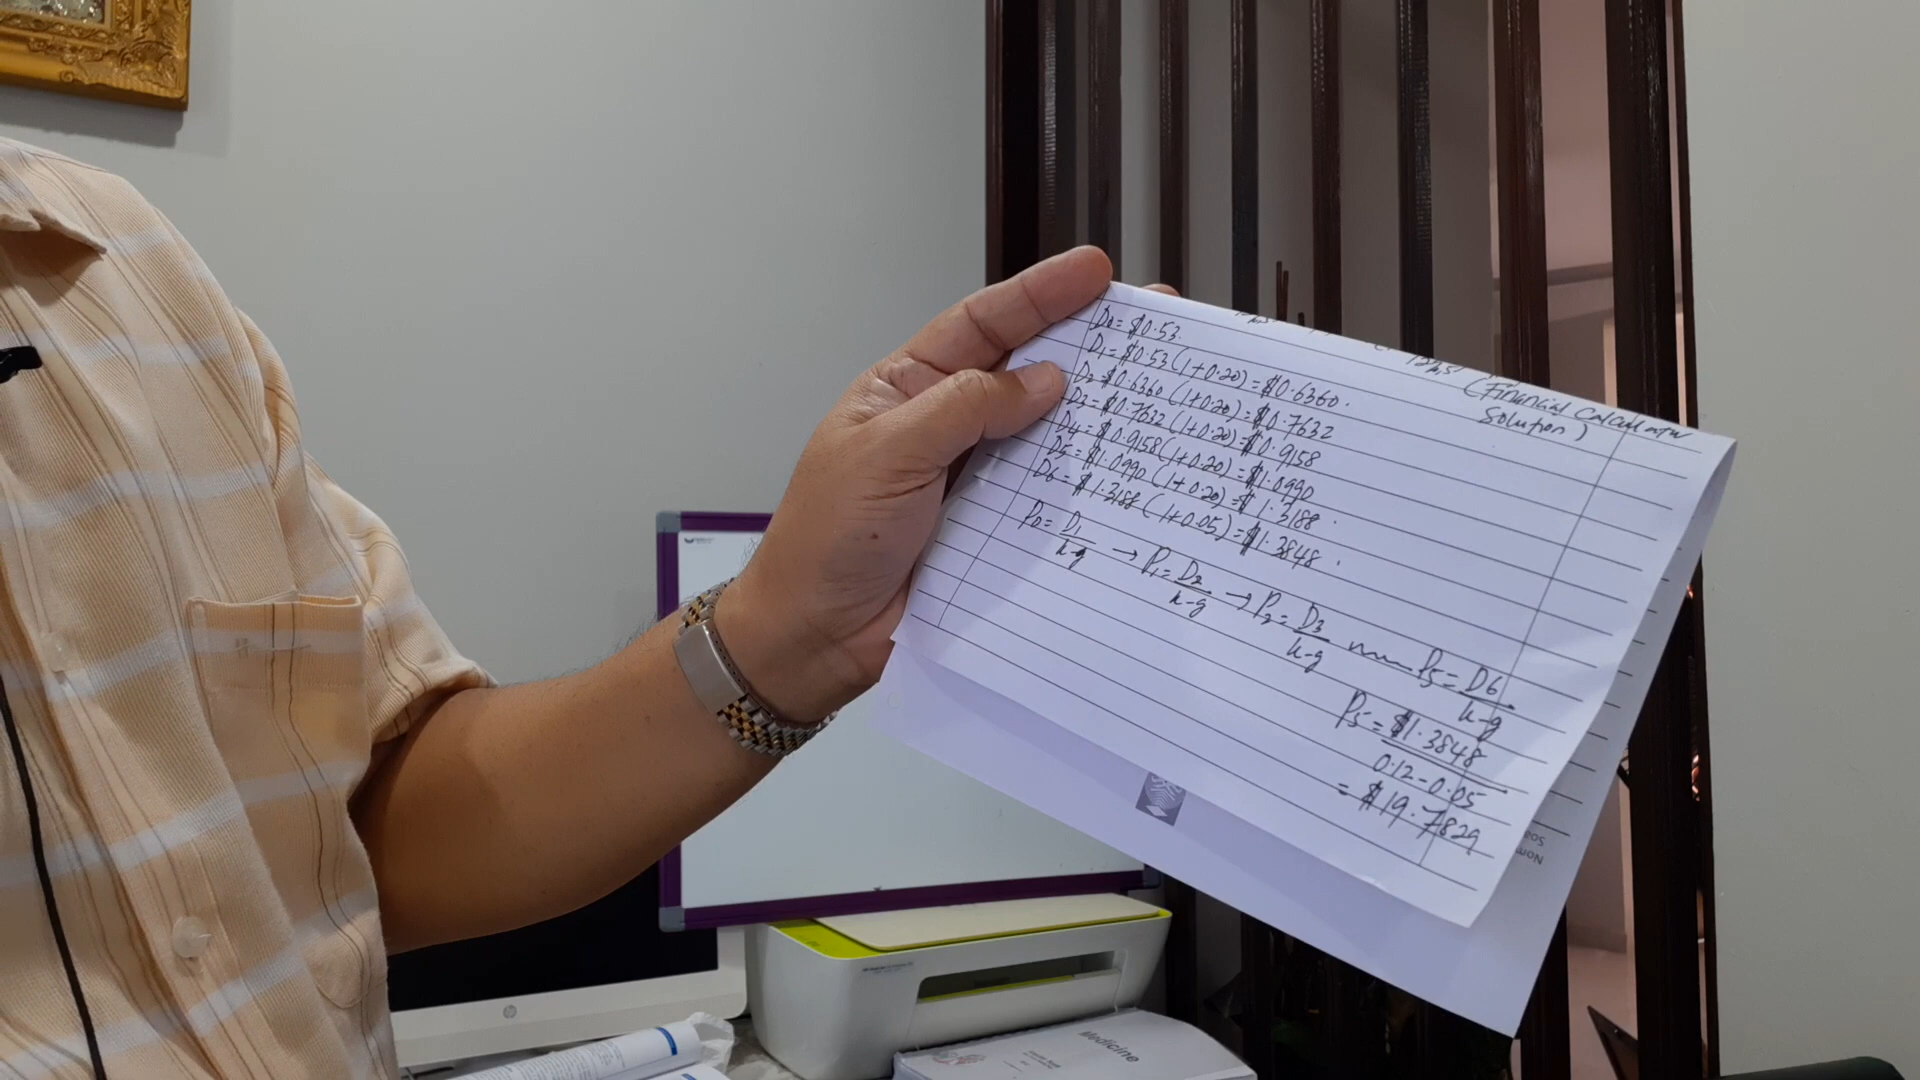 (Financial Calculator
Solution)
D0 = $0.53.
D1 = $0.53 (1+0.20) = $0.6360.
D2 = $0.6360 (1+0.20) = $0.7632
D3 = $0.7632 (1+0.20) = $0.9158
D4 = $0.9158 (1+0.20) = $1.0990
D5 = $1.0990 (1+0.20) = $1.3188.
D6 = $1.3188 (1+0.05) = $1.3848.
P0 = D1/k-g → P1 = D2/k-g → P2 = D3/k-g P5 = D6/k-g
P5 = $1.3848
0.12-0.05
= $19.7829
Medicine
hp